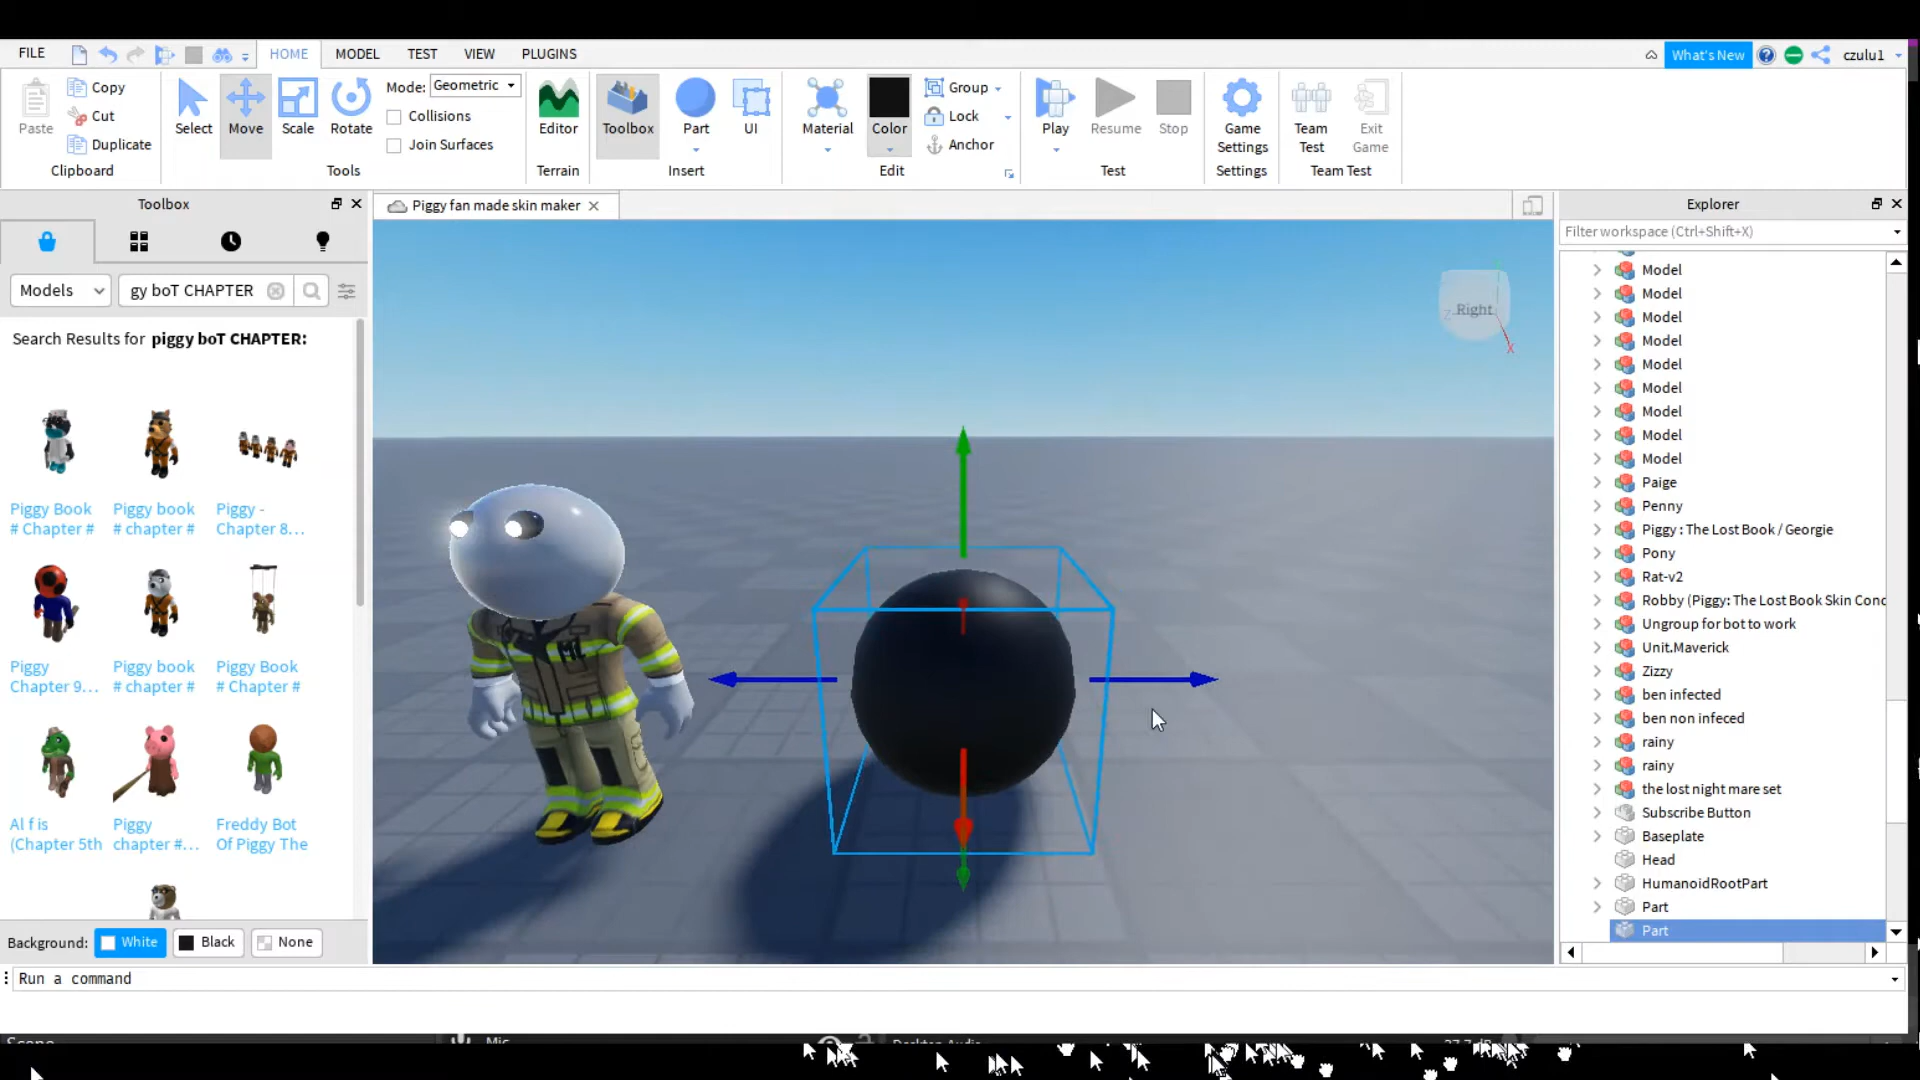 FILE HOME MODEL TEST VIEW PLUGINS What's New czulu1
Paste Copy Cut Duplicate Select Move Scale Rotate Mode: Geometric Collisions Join Surfaces Editor Toolbox Part UI Material Color Group Lock Anchor Play Resume Stop Game Settings Team Test Exit Game
Clipboard Tools Terrain Insert Edit Test Settings Team Test
Toolbox
Piggy fan made skin maker
Explorer
Filter workspace (Ctrl+Shift+X)
Models
gy boT CHAPTER
Search Results for piggy boT CHAPTER:
Piggy Book # Chapter #
Piggy book # chapter #
Piggy - Chapter 8...
Piggy Chapter 9...
Piggy book # chapter #
Piggy Book # Chapter #
Al f is (Chapter 5th
Piggy chapter #...
Freddy Bot Of Piggy The
Background: White Black None
Right
Z
X
ML
Model
Model
Model
Model
Model
Model
Model
Model
Model
Paige
Penny
Piggy : The Lost Book / Georgie
Pony
Rat-v2
Robby (Piggy: The Lost Book Skin Conc
Ungroup for bot to work
Unit.Maverick
Zizzy
ben infected
ben non infeced
rainy
rainy
the lost night mare set
Subscribe Button
Baseplate
Head
HumanoidRootPart
Part
Part
Run a command